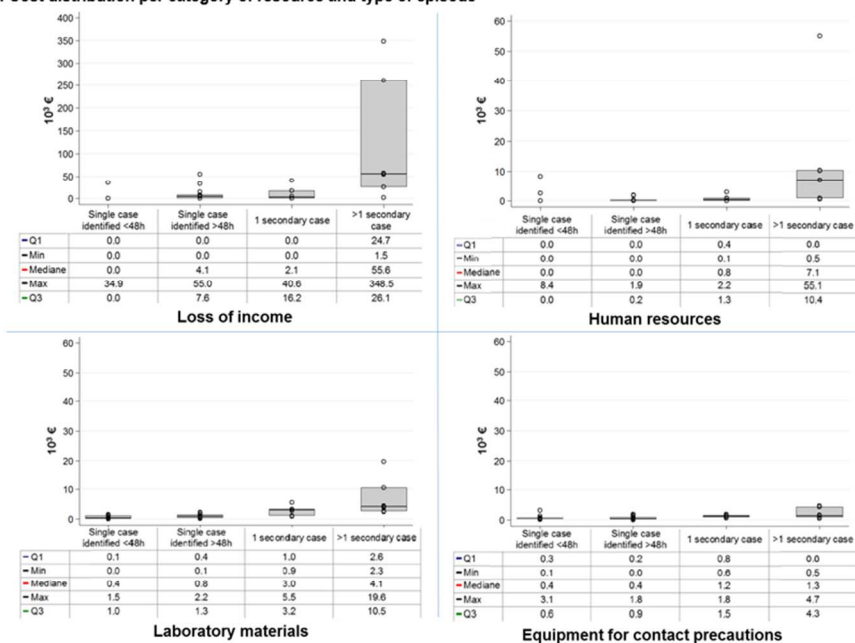 cost distribution per category of resource and type of episode
400
350
300
250
200
150
100
50
0
10³ €
Single case identified <48h
Single case identified >48h
1 secondary case
>1 secondary case
Q1 0.0 0.0 0.0 24.7
Min 0.0 0.0 0.0 1.5
Mediane 0.0 4.1 2.1 55.6
Max 34.9 55.0 40.6 348.5
Q3 0.0 7.6 16.2 26.1
Loss of income
60
50
40
30
20
10
0
10³ €
Single case identified <48h
Single case identified >48h
1 secondary case
>1 secondary case
Q1 0.0 0.0 0.4 0.8
Min 0.0 0.0 0.1 0.5
Mediane 0.0 0.0 0.8 7.1
Max 8.4 1.9 2.2 55.1
Q3 0.0 0.2 1.3 10.4
Human resources
60
50
40
30
20
10
0
10³ €
Single case identified <48h
Single case identified >48h
1 secondary case
>1 secondary case
Q1 0.1 0.4 1.0 2.6
Min 0.0 0.1 0.9 2.3
Mediane 0.4 0.8 3.0 4.1
Max 1.5 2.2 5.5 19.6
Q3 1.0 1.3 3.2 10.5
Laboratory materials
60
50
40
30
20
10
0
10³ €
Single case identified <48h
Single case identified >48h
1 secondary case
>1 secondary case
Q1 0.3 0.2 0.8 0.0
Min 0.1 0.0 0.6 0.5
Mediane 0.4 0.4 1.2 1.3
Max 3.1 1.8 1.8 4.7
Q3 0.6 0.9 1.5 4.3
Equipment for contact precautions